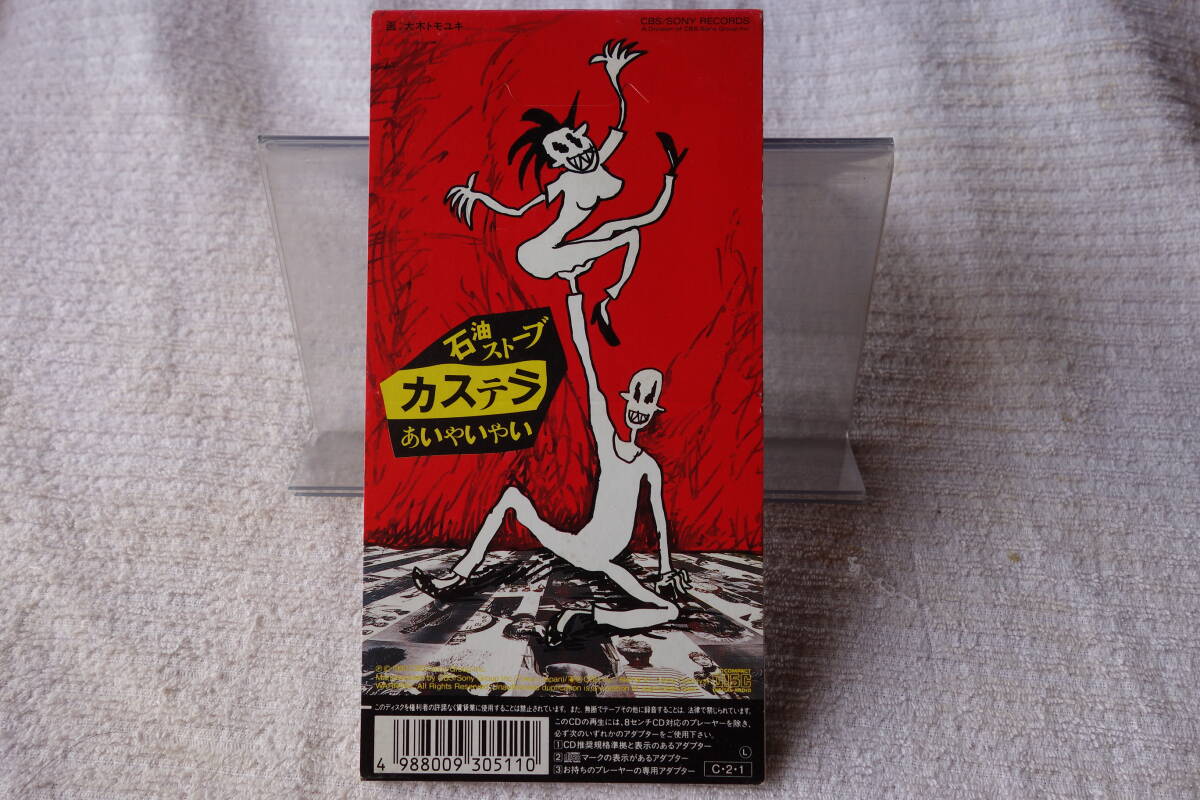 画:大木トモユキ
CBS/SONY RECORDS
A Division of CBS/Sony Group Inc.
石油ストーブ
カステラ
あいやいやい
COMPACT
DISC
DIGITAL AUDIO
All Rights Reserved. Unauthorized duplication is
このディスクを権利者の許諾なく賃貸業に使用することは禁止されています。また、無断でテープその他に録音することは、法律で禁じられています。
このCDの再生には、8センチCD対応のプレーヤーを除き、
必ず次のいずれかのアダプターをご使用下さい。
1 CD推奨規格準拠と表示のあるアダプター
2 マークの表示があるアダプター
3 お持ちのプレーヤーの専用アダプター
L
C・2・1
4 988009 305110